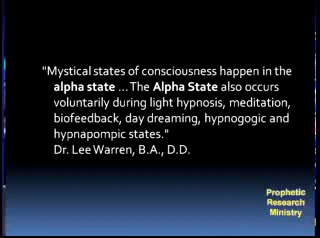 "Mystical states of consciousness happen in the
alpha state ...The Alpha State also occurs
voluntarily during light hypnosis, meditation,
biofeedback, day dreaming, hypnogogic and
hypnapompic states."
Dr. Lee Warren, B.A., D.D.
Prophetic
Research
Ministry